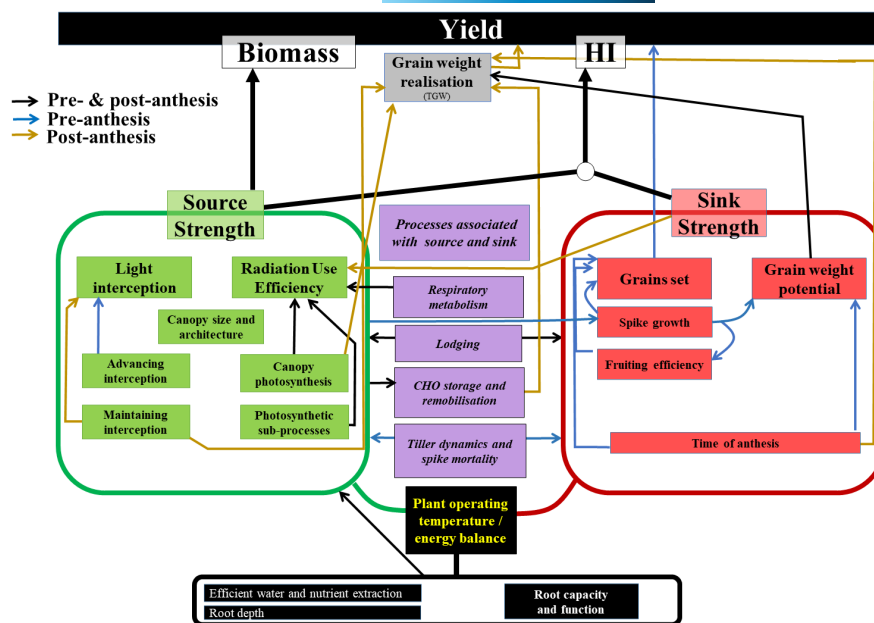 Yield
Biomass
HI
Grain weight
realisation
(TGW)
Pre- & post-anthesis
Pre-anthesis
Post-anthesis
Source
Strength
Sink
Strength
Processes associated
with source and sink
Light
interception
Radiation Use
Efficiency
Grains set
Grain weight
potential
Respiratory
metabolism
Canopy size and
architecture
Spike growth
Lodging
Advancing
interception
Canopy
photosynthesis
Fruiting efficiency
CHO storage and
remobilisation
Maintaining
interception
Photosynthetic
sub-processes
Tiller dynamics and
spike mortality
Time of anthesis
Plant operating
temperature /
energy balance
Efficient water and nutrient extraction
Root depth
Root capacity
and function